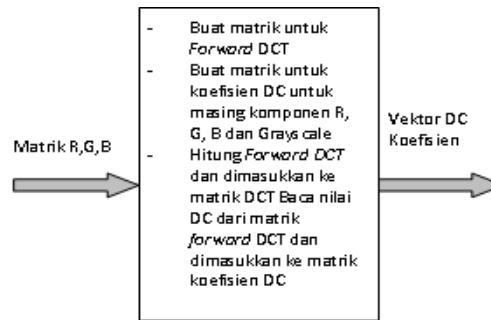 Matrik R,G,B
- Buat matrik untuk
Forward DCT
- Buat matrik untuk
koefisien DC untuk
masing komponen R,
G, B dan Grayscale
- Hitung Forward DCT
dan dimasukkan ke
matrik DCT Baca nilai
DC dari matrik
forward DCT dan
dimasukkan ke matrik
koefisien DC
Vektor DC
Koefisien